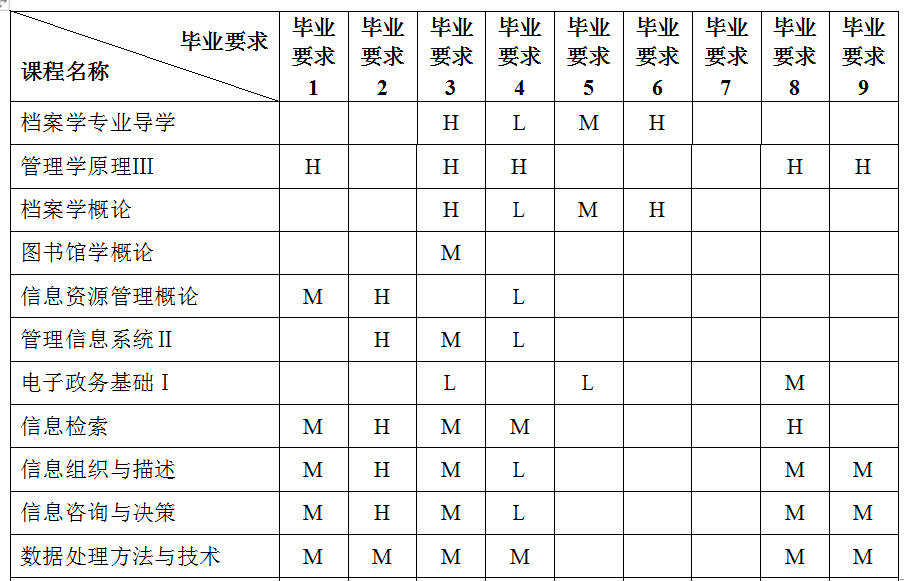 毕业要求 毕业 毕业 毕业 毕业 毕业 毕业 毕业 毕业 毕业
课程名称 要求 要求 要求 要求 要求 要求 要求 要求 要求
1 2 3 4 5 6 7 8 9
档案学专业导学 H L M H
管理学原理Ⅲ H H H H H
档案学概论 H L M H
图书馆学概论 M
信息资源管理概论 M H L
管理信息系统Ⅱ H M L
电子政务基础Ⅰ L L M
信息检索 M H M M H
信息组织与描述 M H M L M M
信息咨询与决策 M H M L M M
数据处理方法与技术 M M M M M M